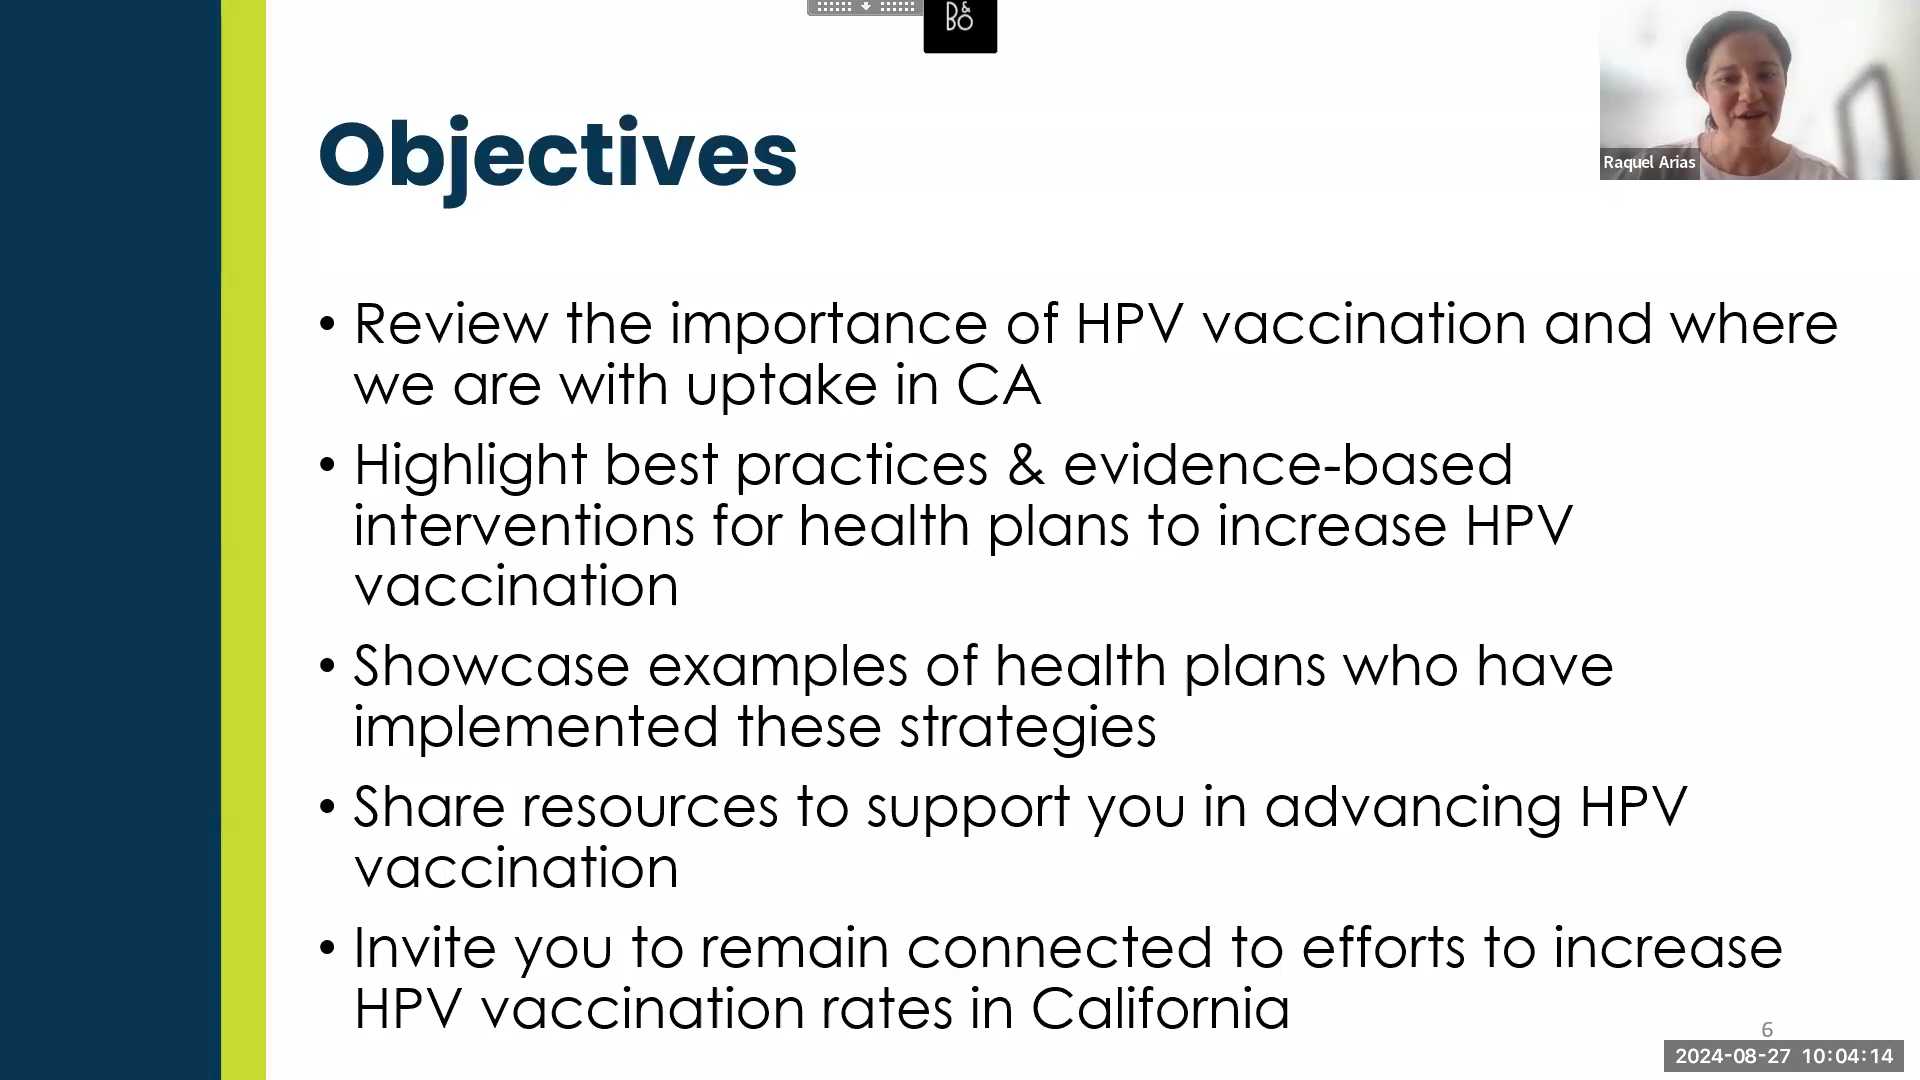 B&O
Raquel Arias
Objectives
• Review the importance of HPV vaccination and where
we are with uptake in CA
• Highlight best practices & evidence-based
interventions for health plans to increase HPV
vaccination
• Showcase examples of health plans who have
implemented these strategies
• Share resources to support you in advancing HPV
vaccination
• Invite you to remain connected to efforts to increase
HPV vaccination rates in California
6
2024-08-27 10:04:14